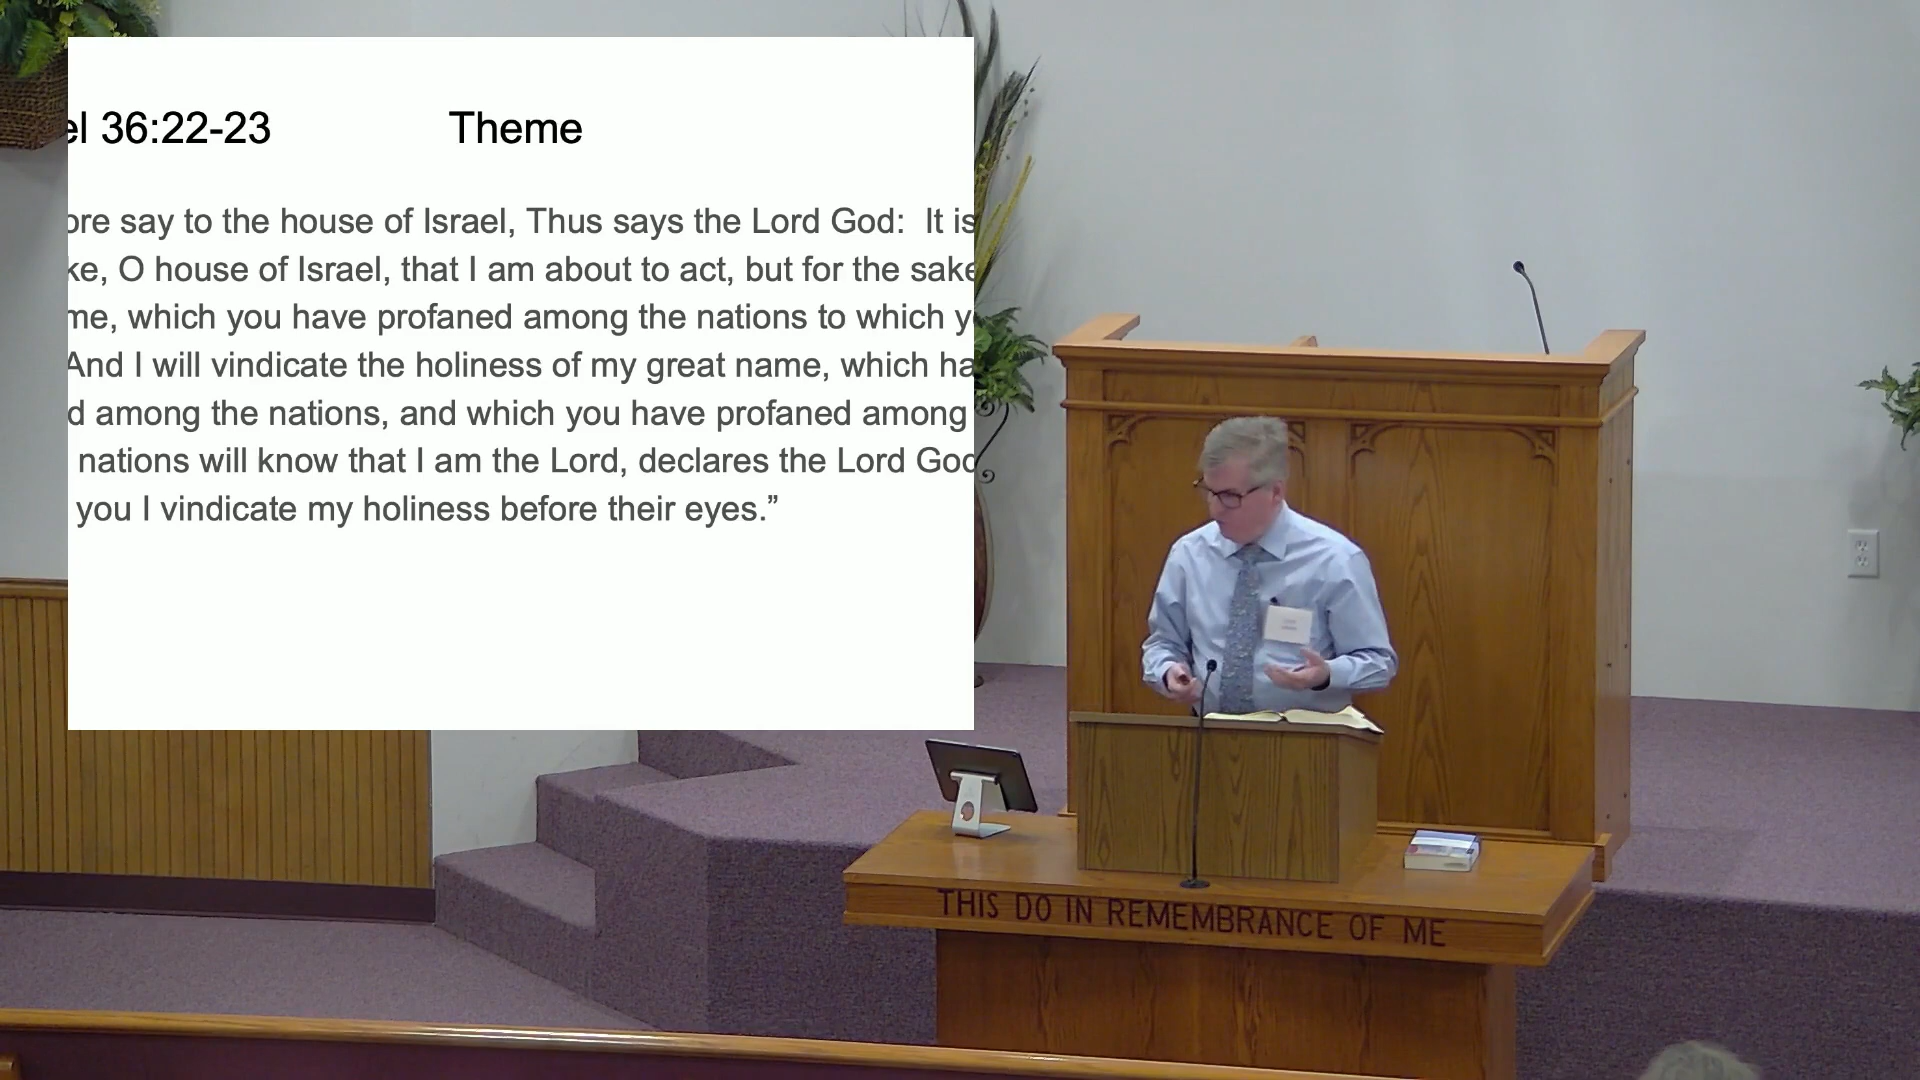 el 36:22-23 Theme
ore say to the house of Israel, Thus says the Lord God:  It is
ke, O house of Israel, that I am about to act, but for the sake
me, which you have profaned among the nations to which y
And I will vindicate the holiness of my great name, which ha
d among the nations, and which you have profaned among
nations will know that I am the Lord, declares the Lord God
you I vindicate my holiness before their eyes.”
THIS DO IN REMEMBRANCE OF ME